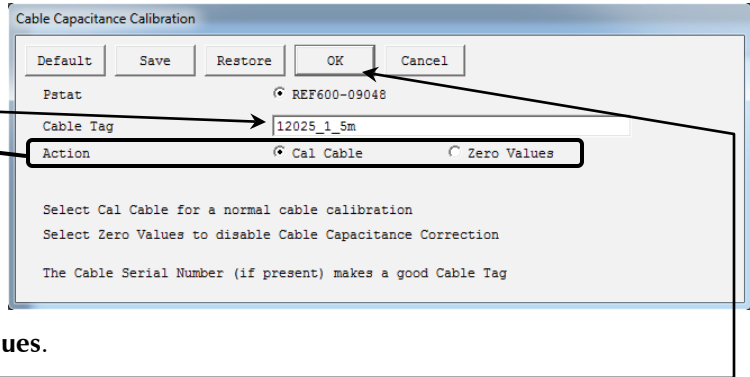 Cable Capacitance Calibration
Default Save Restore OK Cancel
Pstat REF600-09048
Cable Tag 12025_1_5m
Action Cal Cable Zero Values
Select Cal Cable for a normal cable calibration
Select Zero Values to disable Cable Capacitance Correction
The Cable Serial Number (if present) makes a good Cable Tag
ues.